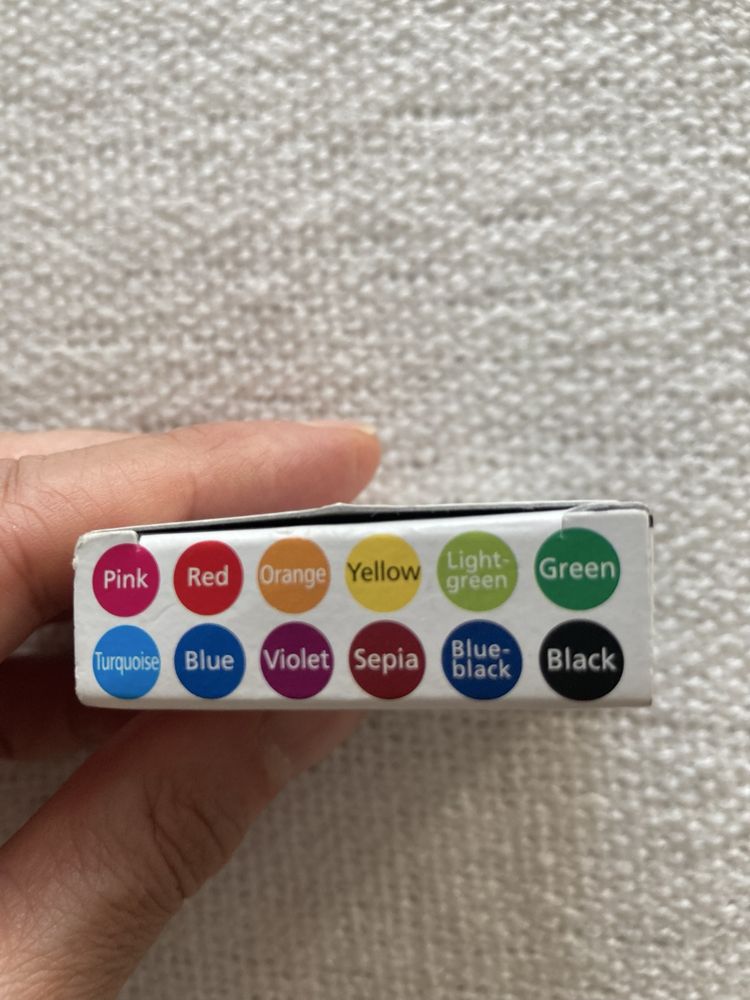 Pink Red Orange Yellow Light-
green Green
Turquoise Blue Violet Sepia Blue-
black Black